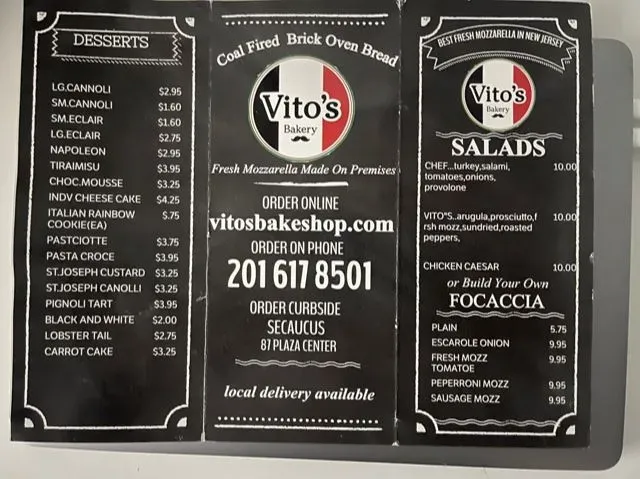 DESSERTS
LG.CANNOLI $2.95
SM.CANNOLI $1.60
SM.ECLAIR $1.60
LG.ECLAIR $2.75
NAPOLEON $2.95
TIRAIMISU $3.95
CHOC.MOUSSE $3.25
INDV CHEESE CAKE $4.25
ITALIAN RAINBOW $.75
COOKIE(EA)
PASTCIOTTE $3.75
PASTA CROCE $3.95
ST.JOSEPH CUSTARD $3.25
ST.JOSEPH CANOLLI $3.25
PIGNOLI TART $3.95
BLACK AND WHITE $2.00
LOBSTER TAIL $2.75
CARROT CAKE $3.25
Coal Fired Brick Oven Bread
Vito's
Bakery
Fresh Mozzarella Made On Premises
ORDER ONLINE
vitosbakeshop.com
ORDER ON PHONE
201 617 8501
ORDER CURBSIDE
SECAUCUS
87 PLAZA CENTER
local delivery available
BEST FRESH MOZZARELLA IN NEW JERSEY
Vito's
Bakery
SALADS
CHEF...turkey,salami, 10.00
tomatoes,onions,
provolone
VITO"S..arugula,prosciutto,f 10.00
rsh mozz,sundried,roasted
peppers,
CHICKEN CAESAR 10.00
or Build Your Own
FOCACCIA
PLAIN 5.75
ESCAROLE ONION 9.95
FRESH MOZZ 9.95
TOMATOE
PEPERRONI MOZZ 9.95
SAUSAGE MOZZ 9.95